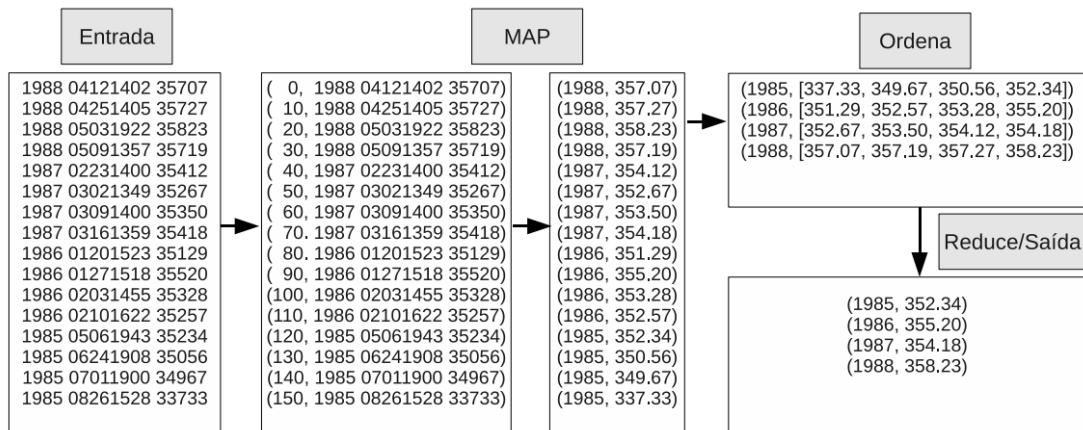 Entrada
MAP
Ordena
1988 04121402 35707
1988 04251405 35727
1988 05031922 35823
1988 05091357 35719
1987 02231400 35412
1987 03021349 35267
1987 03091400 35350
1987 03161359 35418
1986 01201523 35129
1986 01271518 35520
1986 02031455 35328
1986 02101622 35257
1985 05061943 35234
1985 06241908 35056
1985 07011900 34967
1985 08261528 33733
( 0, 1988 04121402 35707)
( 10, 1988 04251405 35727)
( 20, 1988 05031922 35823)
( 30, 1988 05091357 35719)
( 40, 1987 02231400 35412)
( 50, 1987 03021349 35267)
( 60, 1987 03091400 35350)
( 70. 1987 03161359 35418)
( 80. 1986 01201523 35129)
( 90, 1986 01271518 35520)
(100, 1986 02031455 35328)
(110, 1986 02101622 35257)
(120, 1985 05061943 35234)
(130, 1985 06241908 35056)
(140, 1985 07011900 34967)
(150, 1985 08261528 33733)
(1988, 357.07)
(1988, 357.27)
(1988, 358.23)
(1988, 357.19)
(1987, 354.12)
(1987, 352.67)
(1987, 353.50)
(1987, 354.18)
(1986, 351.29)
(1986, 355.20)
(1986, 353.28)
(1986, 352.57)
(1985, 352.34)
(1985, 350.56)
(1985, 349.67)
(1985, 337.33)
(1985, [337.33, 349.67, 350.56, 352.34])
(1986, [351.29, 352.57, 353.28, 355.20])
(1987, [352.67, 353.50, 354.12, 354.18])
(1988, [357.07, 357.19, 357.27, 358.23])
Reduce/Saída
(1985, 352.34)
(1986, 355.20)
(1987, 354.18)
(1988, 358.23)